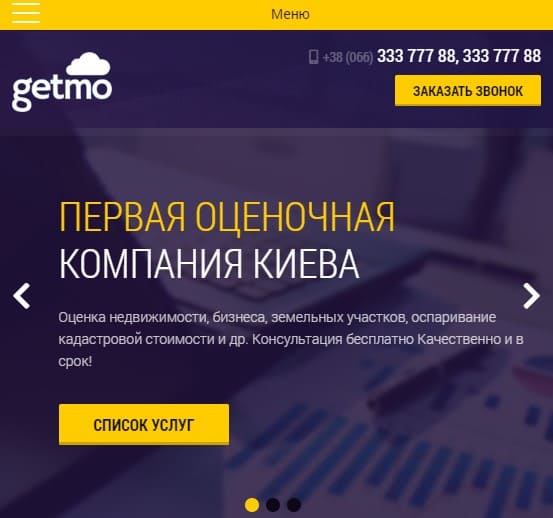 Меню
getmo
+38 (066) 333 777 88, 333 777 88
ЗАКАЗАТЬ ЗВОНОК
ПЕРВАЯ ОЦЕНОЧНАЯ
КОМПАНИЯ КИЕВА
Оценка недвижимости, бизнеса, земельных участков, оспаривание
кадастровой стоимости и др. Консультация бесплатно Качественно и в
срок!
СПИСОК УСЛУГ